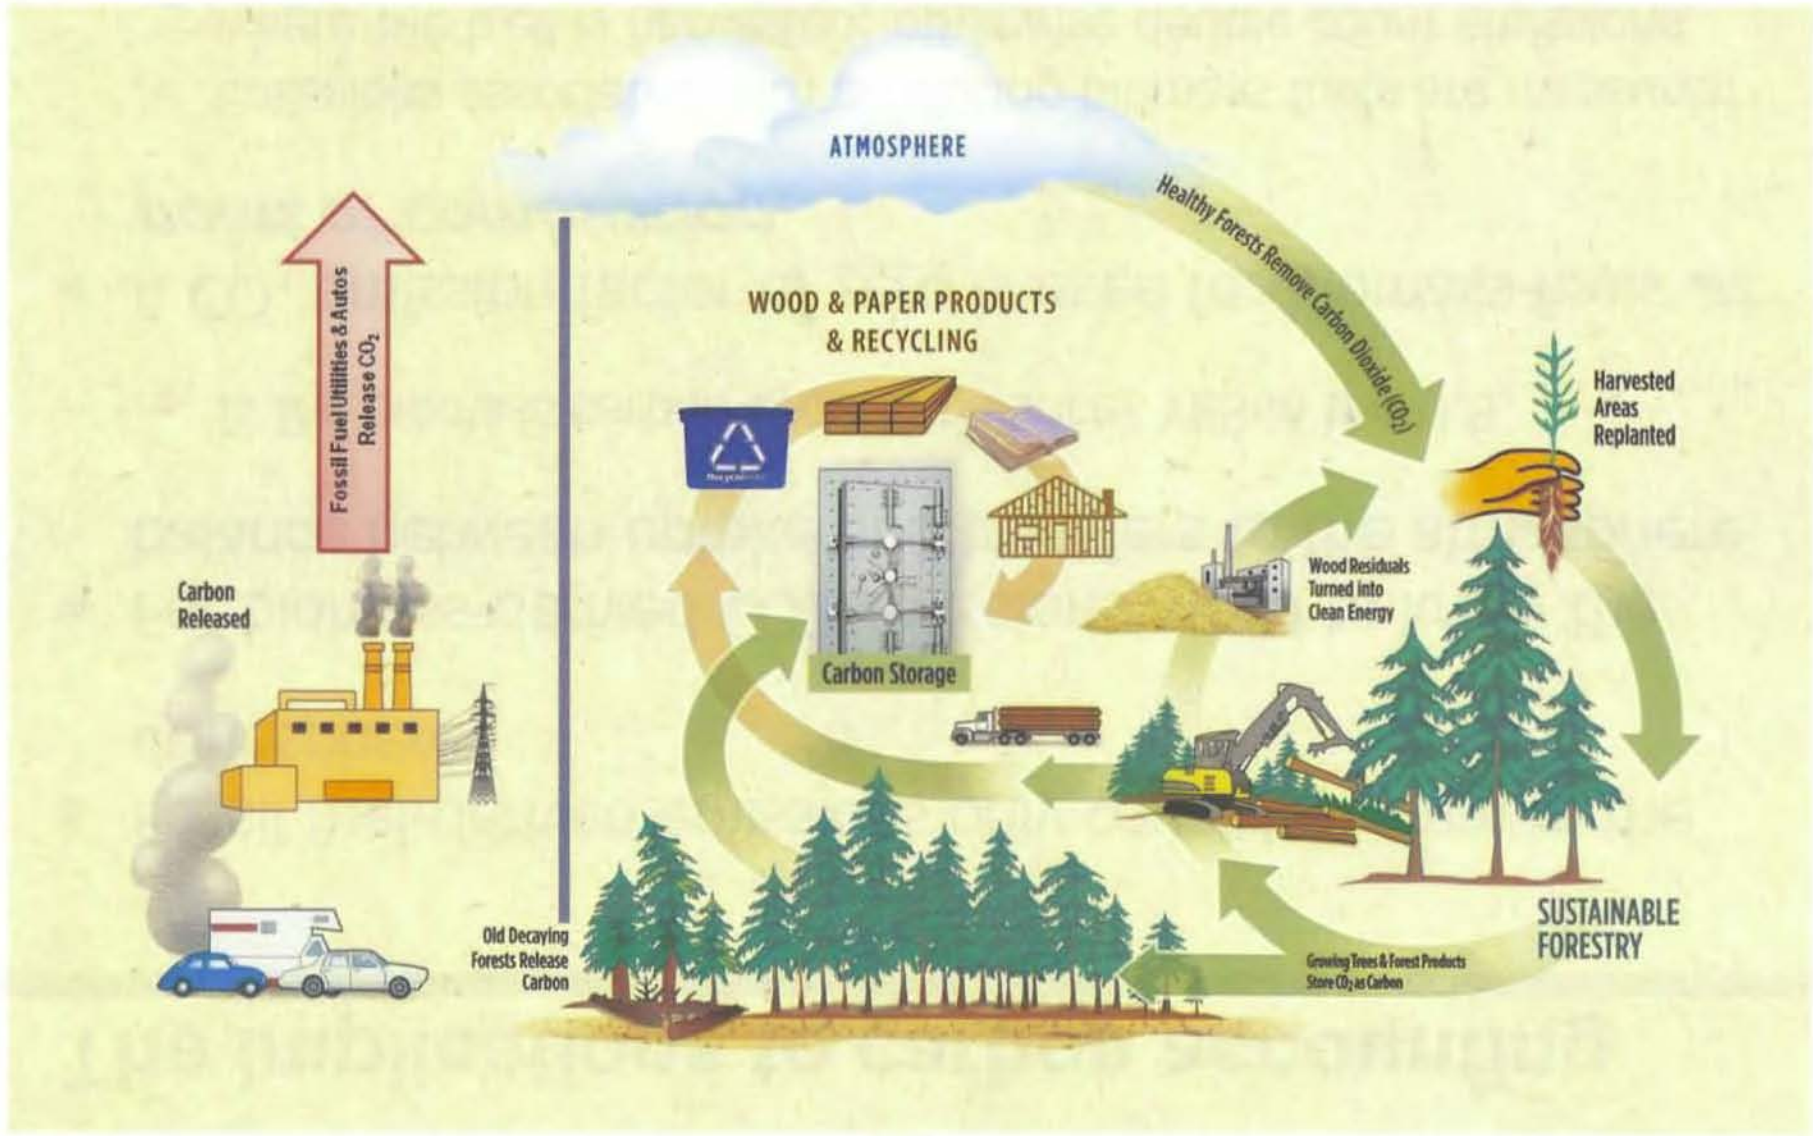 ATMOSPHERE
Healthy Forests Remove Carbon Dioxide (CO₂)
Fossil Fuel Utilities & Autos
Release CO₂
WOOD & PAPER PRODUCTS
& RECYCLING
Harvested
Areas
Replanted
Carbon
Released
Wood Residuals
Turned into
Clean Energy
Carbon Storage
Old Decaying
Forests Release
Carbon
Growing Trees & Forest Products
Store CO₂ as Carbon
SUSTAINABLE
FORESTRY